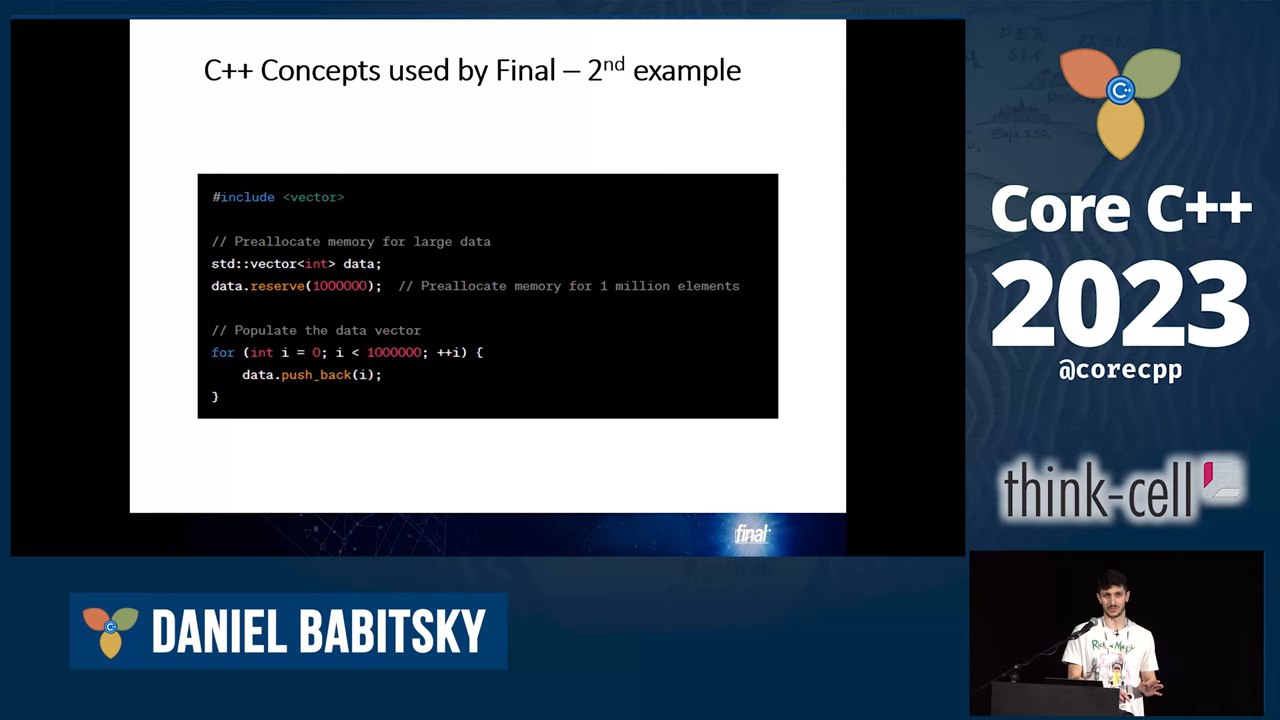 C++ Concepts used by Final – 2nd example
#include <vector>
// Preallocate memory for large data
std::vector<int> data;
data.reserve(1000000);  // Preallocate memory for 1 million elements
// Populate the data vector
for (int i = 0; i < 1000000; ++i) {
    data.push_back(i);
}
final
C++
Core C++
2023
@corecpp
think-cell
C++
DANIEL BABITSKY